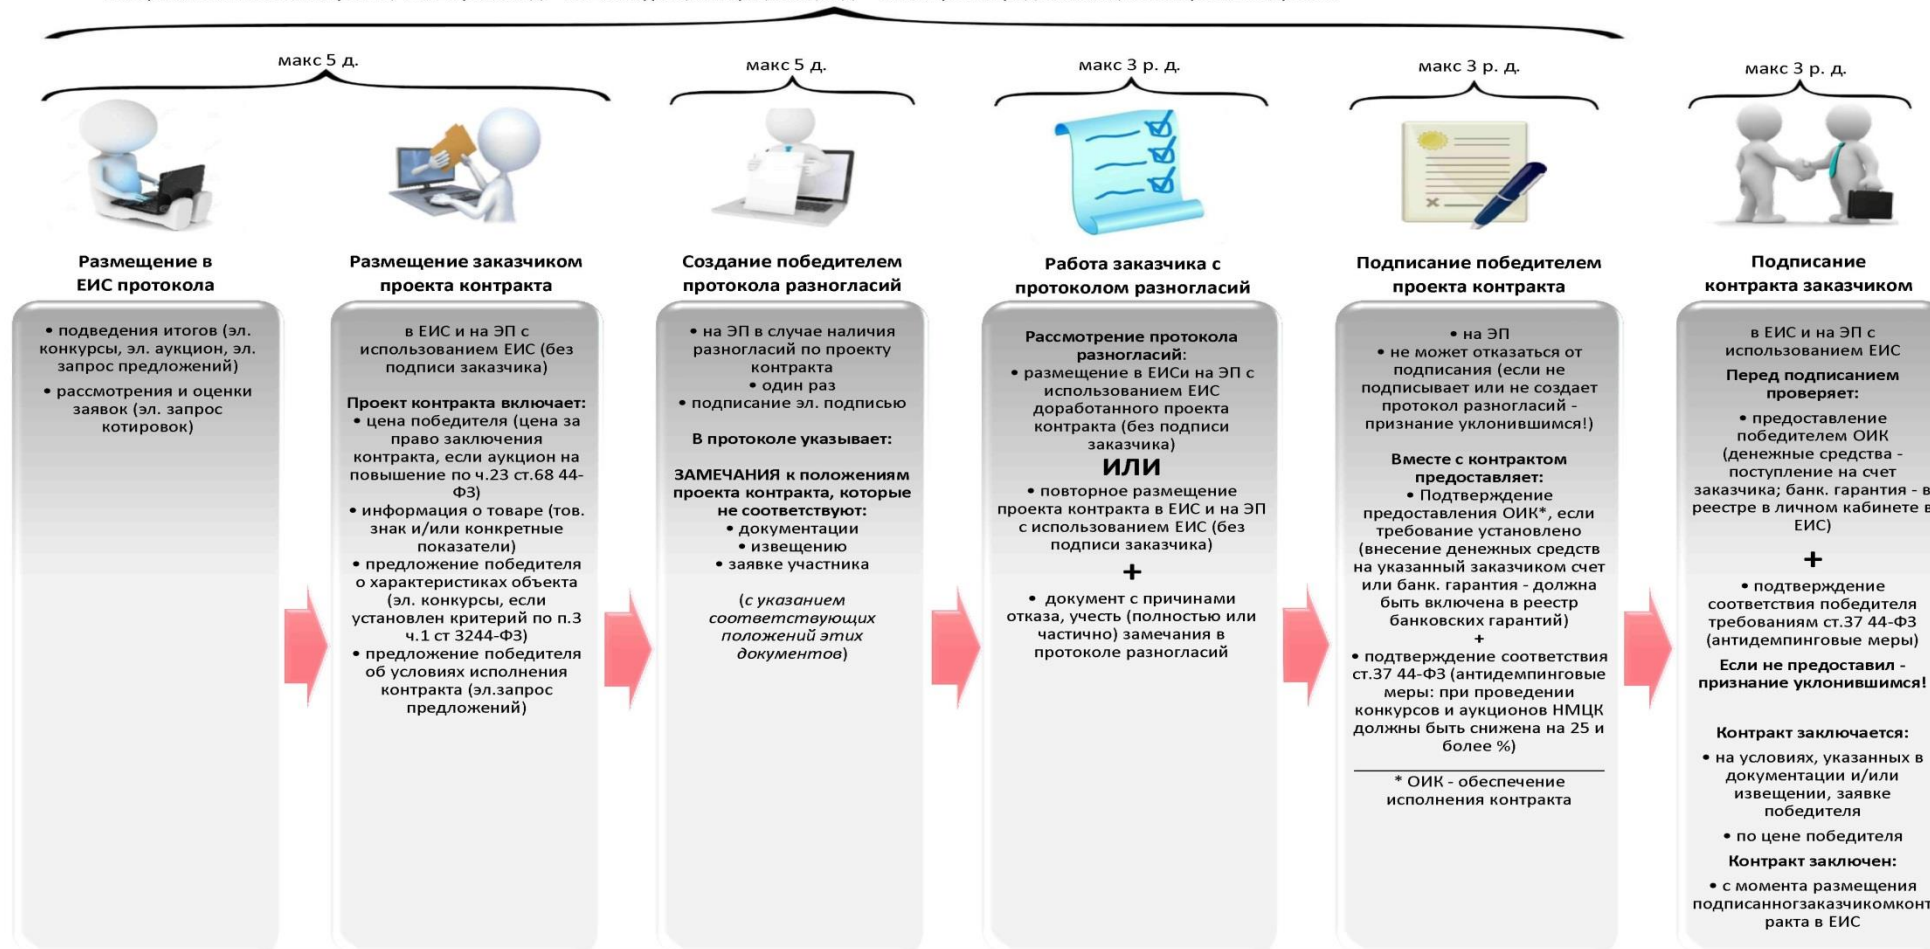 макс 5 д.
макс 5 д.
макс 3 р. д.
макс 3 р. д.
макс 3 р. д.
Размещение в
ЕИС протокола
• подведения итогов (эл.
конкурсы, эл. аукцион, эл.
запрос предложений)
• рассмотрения и оценки
заявок (эл. запрос
котировок)
Размещение заказчиком
проекта контракта
в ЕИС и на ЭП с
использованием ЕИС (без
подписи заказчика)
Проект контракта включает:
• цена победителя (цена за
право заключения
контракта, если аукцион на
повышение по ч.23 ст.68 44-
ФЗ)
• информация о товаре (тов.
знак и/или конкретные
показатели)
• предложение победителя
о характеристиках объекта
(эл. конкурсы, если
установлен критерий по п.3
ч.1 ст 3244-ФЗ)
• предложение победителя
об условиях исполнения
контракта (эл.запрос
предложений)
Создание победителем
протокола разногласий
• на ЭП в случае наличия
разногласий по проекту
контракта
• один раз
• подписание эл. подписью
В протоколе указывает:
ЗАМЕЧАНИЯ к положениям
проекта контракта, которые
не соответствуют:
• документации
• извещению
• заявке участника
(с указанием
соответствующих
положений этих
документов)
Работа заказчика с
протоколом разногласий
Рассмотрение протокола
разногласий:
• размещение в ЕИСи на ЭП с
использованием ЕИС
доработанного проекта
контракта (без подписи
заказчика)
ИЛИ
• повторное размещение
проекта контракта в ЕИС и на ЭП
с использованием ЕИС (без
подписи заказчика)
+
• документ с причинами
отказа, учесть (полностью или
частично) замечания в
протоколе разногласий
Подписание победителем
проекта контракта
• на ЭП
• не может отказаться от
подписания (если не
подписывает или не создает
протокол разногласий -
признание уклонившимся!)
Вместе с контрактом
предоставляет:
• Подтверждение
предоставления ОИК*, если
требование установлено
(внесение денежных средств
на указанный заказчиком счет
или банк. гарантия - должна
быть включена в реестр
банковских гарантий)
+
• подтверждение соответствия
ст.37 44-ФЗ (антидемпинговые
меры: при проведении
конкурсов и аукционов НМЦК
должны быть снижена на 25 и
более %)
* ОИК - обеспечение
исполнения контракта
Подписание
контракта заказчиком
в ЕИС и на ЭП с
использованием ЕИС
Перед подписанием
проверяет:
• предоставление
победителем ОИК
(денежные средства -
поступление на счет
заказчика; банк. гарантия - в
реестре в личном кабинете в
ЕИС)
+
• подтверждение
соответствия победителя
требованиям ст.37 44-ФЗ
(антидемпинговые меры)
Если не предоставил -
признание уклонившимся!
Контракт заключается:
• на условиях, указанных в
документации и/или
извещении, заявке
победителя
• по цене победителя
Контракт заключен:
• с момента размещения
подписанногзаказчикомконт
ракта в ЕИС